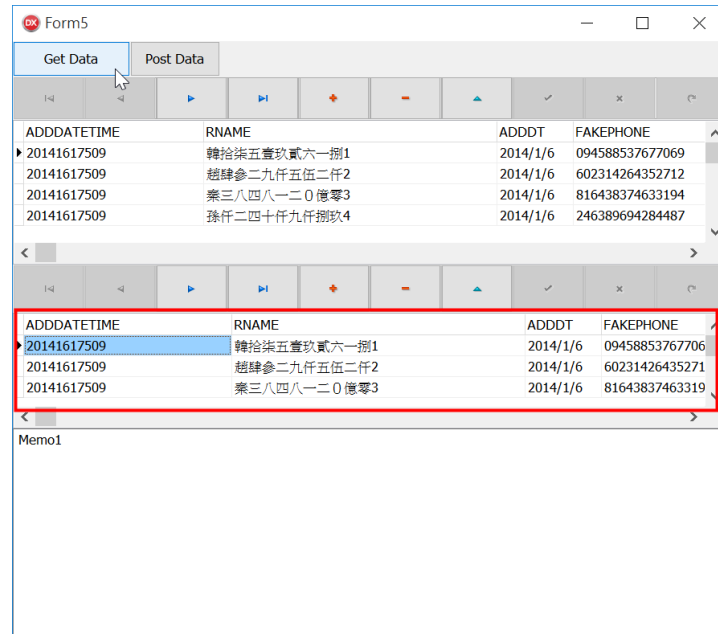 DX Form5
Get Data Post Data
ADDDATETIME RNAME ADDDT FAKEPHONE
20141617509 韓拾柒五壹玖貳六一捌1 2014/1/6 094588537677069
20141617509 趙肆參二九仟五伍二仟2 2014/1/6 602314264352712
20141617509 秦三八四八一二０億零3 2014/1/6 816438374633194
20141617509 孫仟二四十仟九仟捌玖4 2014/1/6 246389694284487
ADDDATETIME RNAME ADDDT FAKEPHONE
20141617509 韓拾柒五壹玖貳六一捌1 2014/1/6 09458853767706
20141617509 趙肆參二九仟五伍二仟2 2014/1/6 60231426435271
20141617509 秦三八四八一二０億零3 2014/1/6 81643837463319
Memo1